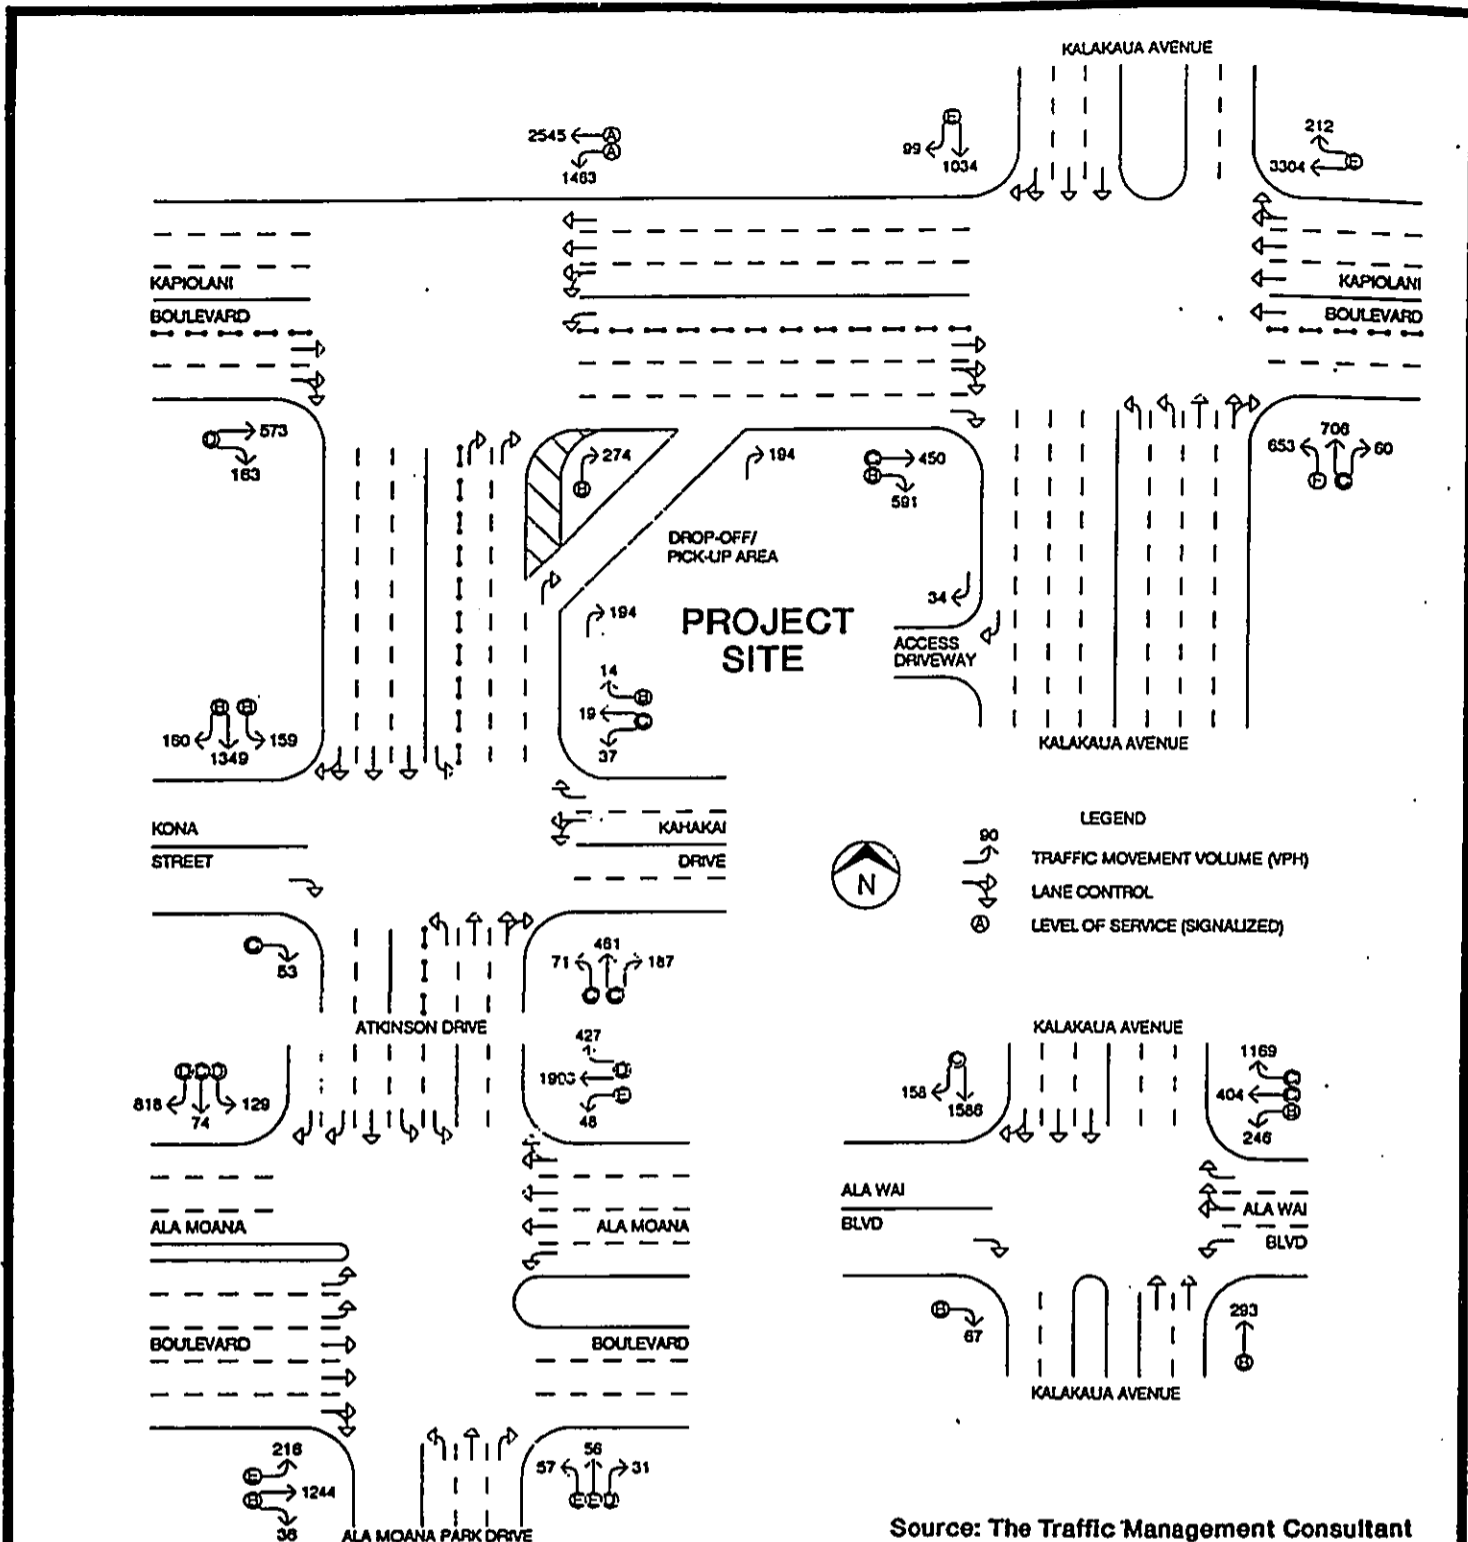 KALAKAUA AVENUE
2545
1463
99
1034
212
3304
KAPIOLANI
BOULEVARD
KAPIOLANI
BOULEVARD
573
163
274
194
450
591
653
706
60
DROP-OFF/
PICK-UP AREA
194
PROJECT
SITE
34
ACCESS
DRIVEWAY
14
19
37
160
1349
159
KALAKAUA AVENUE
KONA
STREET
KAHAKAI
DRIVE
N
LEGEND
90
TRAFFIC MOVEMENT VOLUME (VPH)
LANE CONTROL
A LEVEL OF SERVICE (SIGNALIZED)
53
71
461
187
ATKINSON DRIVE
KALAKAUA AVENUE
818
74
129
427
48
158
1586
1169
404
246
ALA MOANA
BOULEVARD
ALA MOANA
BOULEVARD
ALA WAI
BLVD
ALA WAI
BLVD
67
293
KALAKAUA AVENUE
216
1244
36
57
56
31
ALA MOANA PARK DRIVE
Source: The Traffic Management Consultant